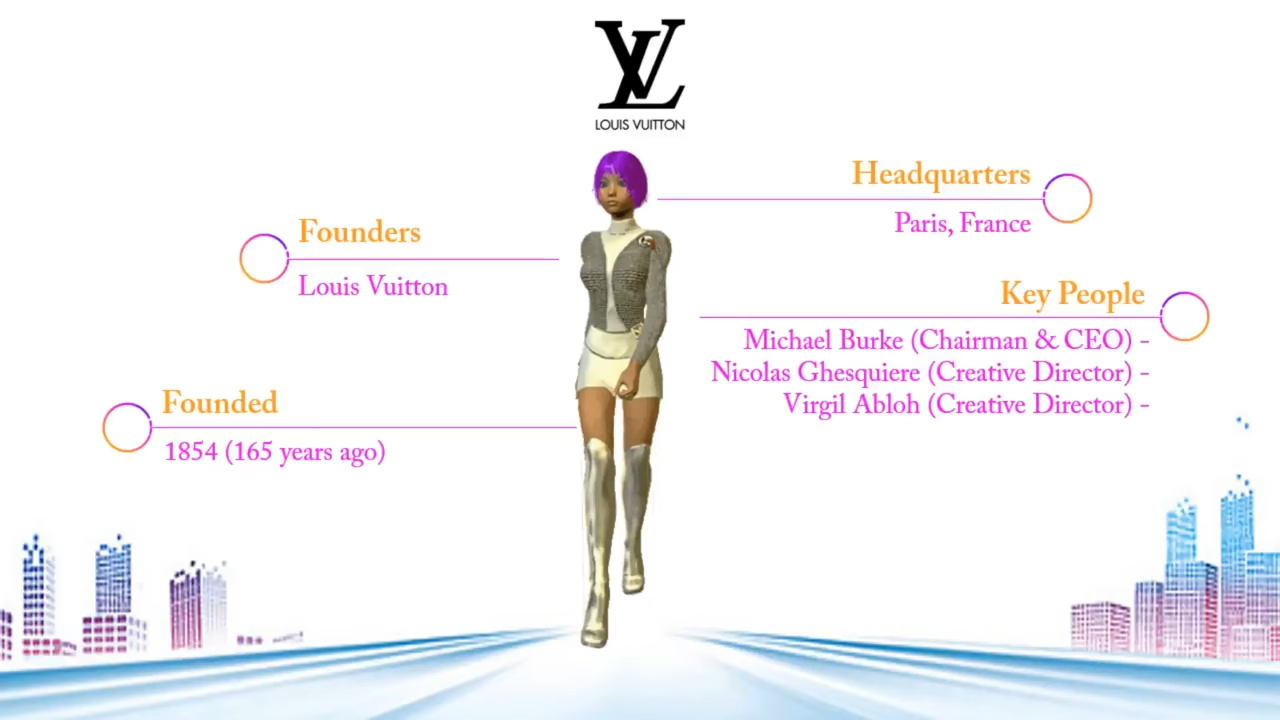 LV
LOUIS VUITTON
Headquarters
Paris, France
Founders
Louis Vuitton
Key People
Michael Burke (Chairman & CEO) -
Nicolas Ghesquiere (Creative Director) -
Virgil Abloh (Creative Director) -
Founded
1854 (165 years ago)